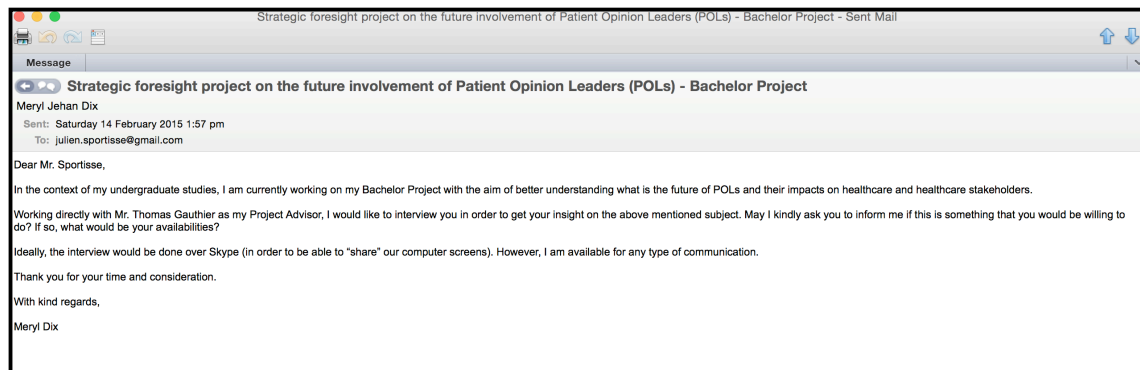 Strategic foresight project on the future involvement of Patient Opinion Leaders (POLs) - Bachelor Project - Sent Mail
Message
Strategic foresight project on the future involvement of Patient Opinion Leaders (POLs) - Bachelor Project
Meryl Jehan Dix
Sent: Saturday 14 February 2015 1:57 pm
To: julien.sportisse@gmail.com
Dear Mr. Sportisse,
In the context of my undergraduate studies, I am currently working on my Bachelor Project with the aim of better understanding what is the future of POLs and their impacts on healthcare and healthcare stakeholders.
Working directly with Mr. Thomas Gauthier as my Project Advisor, I would like to interview you in order to get your insight on the above mentioned subject. May I kindly ask you to inform me if this is something that you would be willing to
do? If so, what would be your availabilities?
Ideally, the interview would be done over Skype (in order to be able to “share” our computer screens). However, I am available for any type of communication.
Thank you for your time and consideration.
With kind regards,
Meryl Dix